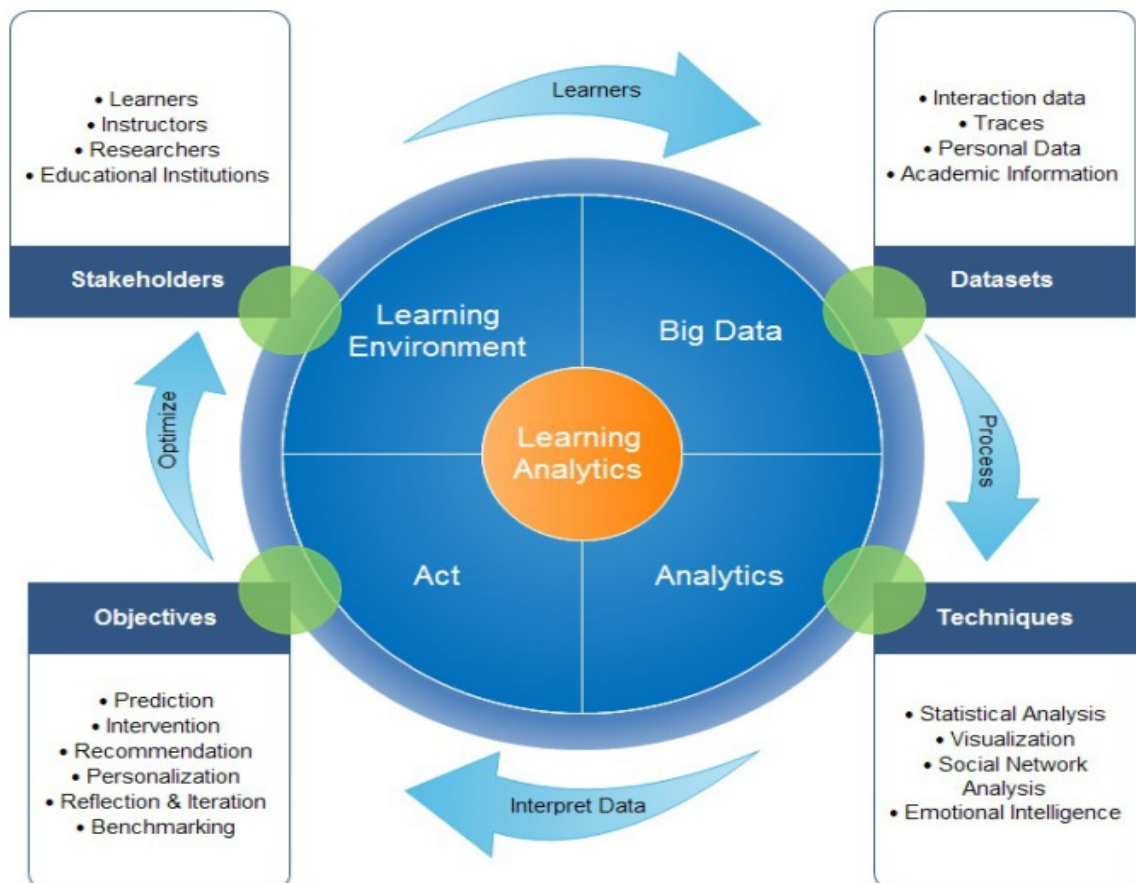 • Learners
• Instructors
• Researchers
• Educational Institutions
Stakeholders
Learners
• Interaction data
• Traces
• Personal Data
• Academic Information
Datasets
Learning
Environment
Big Data
Learning
Analytics
Act
Analytics
Optimize
Process
Objectives
• Prediction
• Intervention
• Recommendation
• Personalization
• Reflection & Iteration
• Benchmarking
Interpret Data
Techniques
• Statistical Analysis
• Visualization
• Social Network
Analysis
• Emotional Intelligence